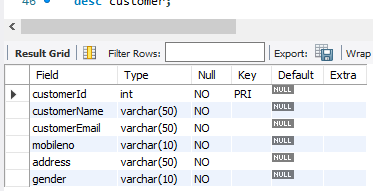 46 desc customer;
Result Grid Filter Rows: Export: Wrap
Field Type Null Key Default Extra
customerId int NO PRI NULL
customerName varchar(50) NO NULL
customerEmail varchar(50) NO NULL
mobileno varchar(10) NO NULL
address varchar(50) NO NULL
gender varchar(10) NO NULL